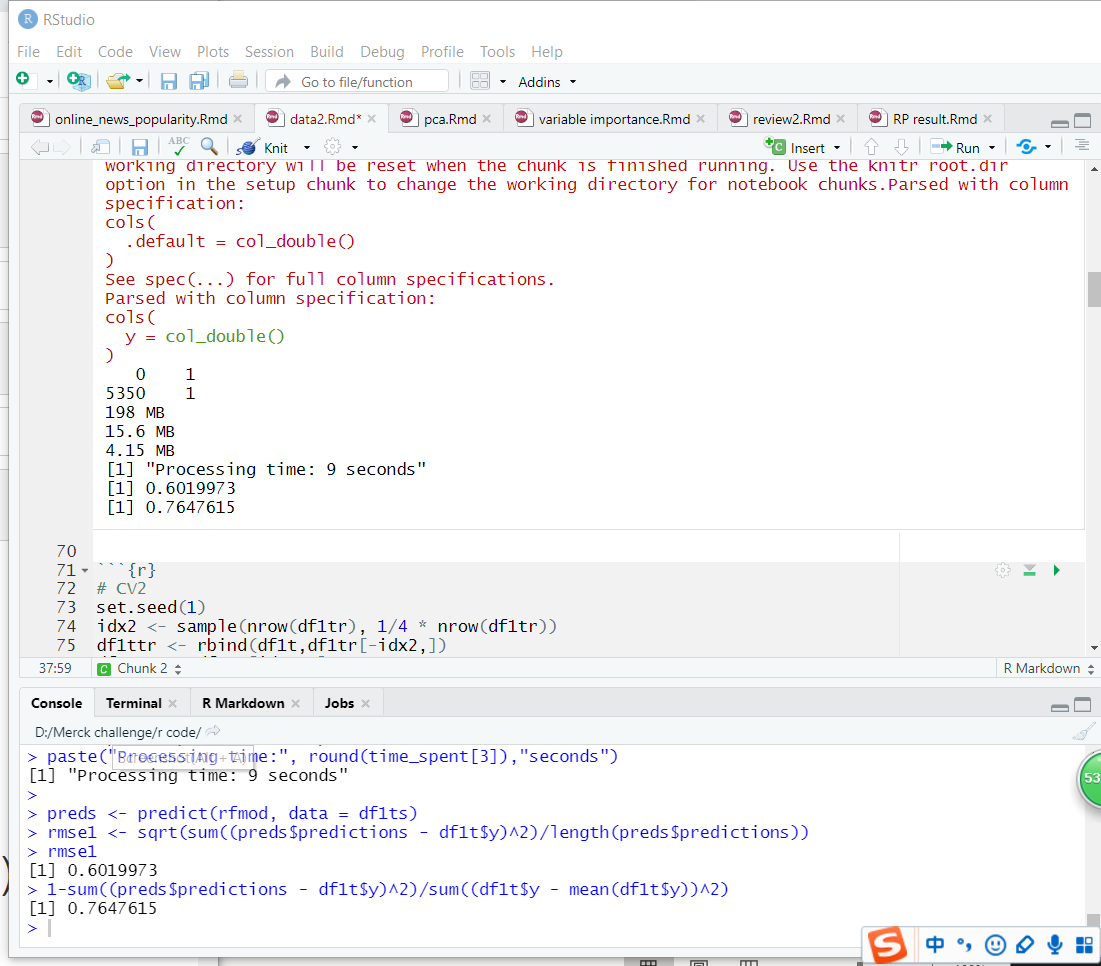 RStudio
File Edit Code View Plots Session Build Debug Profile Tools Help
Go to file/function Addins
online_news_popularity.Rmd data2.Rmd* pca.Rmd variable importance.Rmd review2.Rmd RP result.Rmd
ABC Knit Insert Run
working directory will be reset when the chunk is finished running. Use the knitr root.dir
option in the setup chunk to change the working directory for notebook chunks.Parsed with column
specification:
cols(
  .default = col_double()
)
See spec(...) for full column specifications.
Parsed with column specification:
cols(
  y = col_double()
)
   0    1
5350    1
198 MB
15.6 MB
4.15 MB
[1] "Processing time: 9 seconds"
[1] 0.6019973
[1] 0.7647615
70
71 ```{r}
72 # CV2
73 set.seed(1)
74 idx2 <- sample(nrow(df1tr), 1/4 * nrow(df1tr))
75 df1ttr <- rbind(df1t,df1tr[-idx2,])
37:59 C Chunk 2 R Markdown
Console Terminal R Markdown Jobs
D:/Merck challenge/r code/
> paste("Processing time:", round(time_spent[3]),"seconds")
[1] "Processing time: 9 seconds"
>
> preds <- predict(rfmod, data = df1ts)
> rmse1 <- sqrt(sum((preds$predictions - df1t$y)^2)/length(preds$predictions))
> rmse1
[1] 0.6019973
> 1-sum((preds$predictions - df1t$y)^2)/sum((df1t$y - mean(df1t$y))^2)
[1] 0.7647615
>
53
S 中